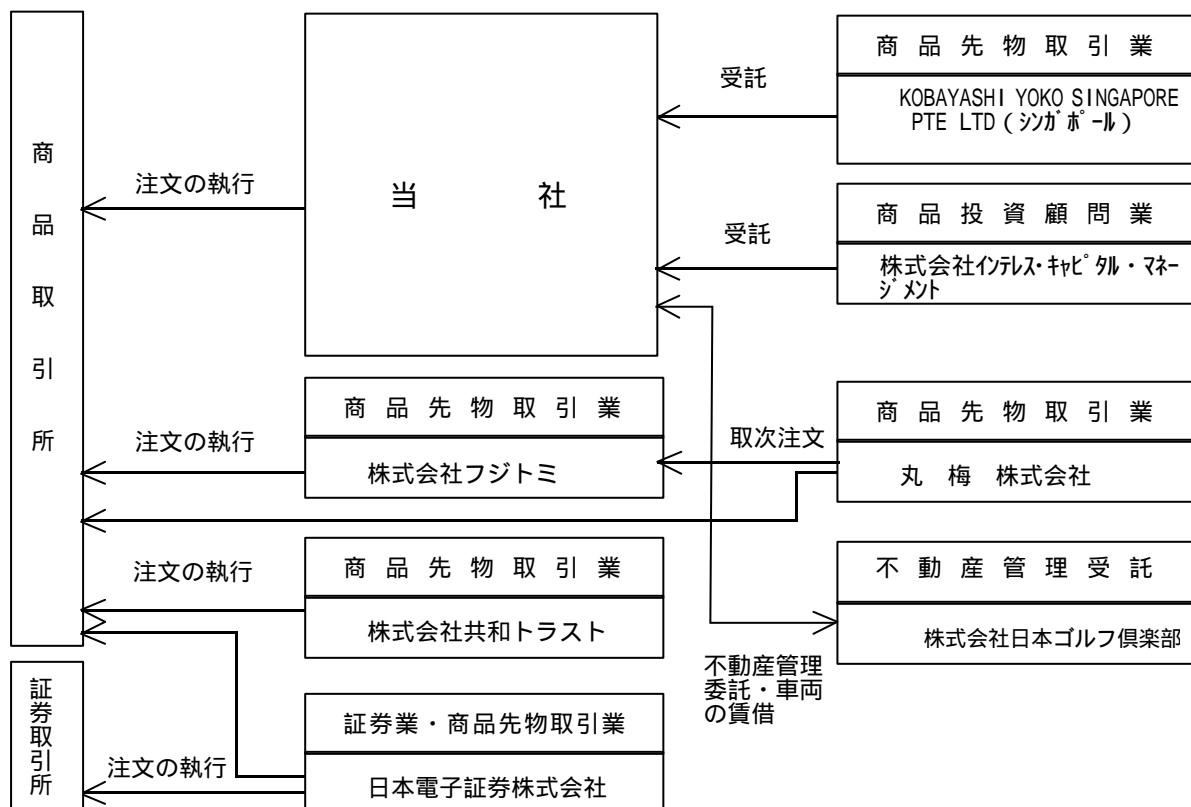 商品取引所
証券取引所
注文の執行
当社
受託
商品先物取引業
KOBAYASHI YOKO SINGAPORE
PTE LTD（ｼﾝｶﾞﾎﾟｰﾙ）
受託
商品投資顧問業
株式会社ｲﾝﾃﾚｽ･ｷｬﾋﾟﾀﾙ・ﾏﾈｰ
ｼﾞﾒﾝﾄ
注文の執行
商品先物取引業
株式会社フジトミ
取次注文
商品先物取引業
丸梅 株式会社
注文の執行
商品先物取引業
株式会社共和トラスト
不動産管理受託
株式会社日本ゴルフ倶楽部
不動産管理
委託・車両
の賃借
注文の執行
証券業・商品先物取引業
日本電子証券株式会社